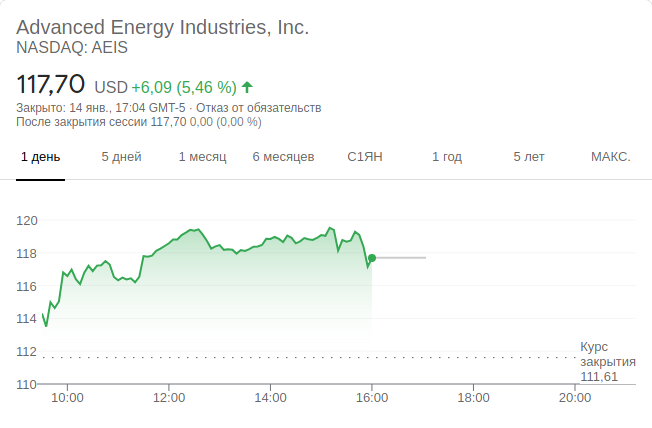 Advanced Energy Industries, Inc.
NASDAQ: AEIS
117,70 USD +6,09 (5,46 %)
Закрыто: 14 янв., 17:04 GMT-5 · Отказ от обязательств
После закрытия сессии 117,70 0,00 (0,00 %)
1 день 5 дней 1 месяц 6 месяцев С1ЯН 1 год 5 лет МАКС.
120
118
116
114
112
110
Курс
закрытия
111,61
10:00 12:00 14:00 16:00 18:00 20:00